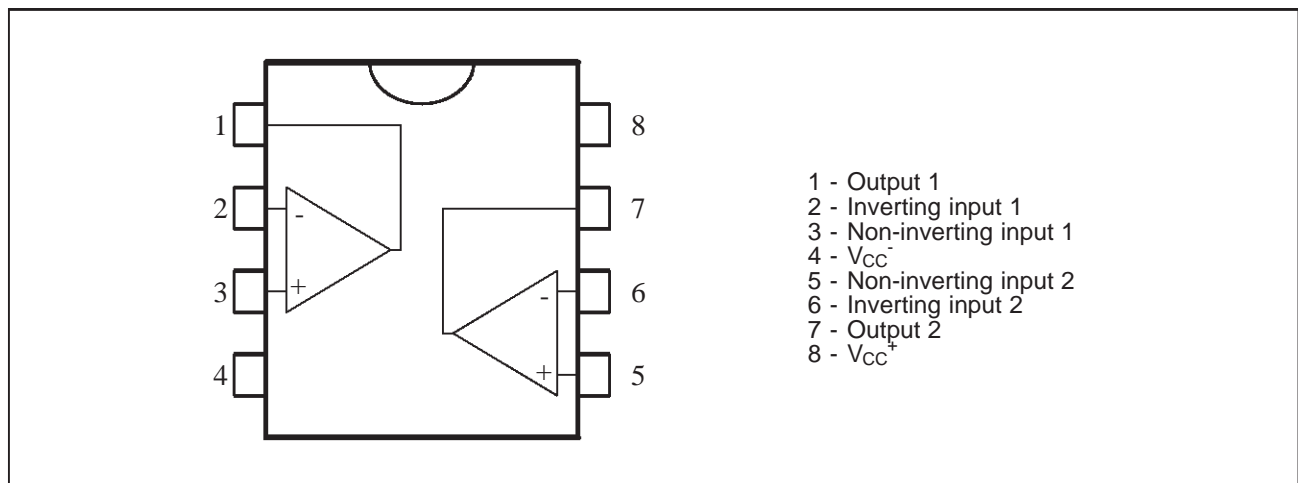 1
2
3
4
8
7
6
5
-
+
-
+
1 - Output 1
2 - Inverting input 1
3 - Non-inverting input 1
4 - VCC-
5 - Non-inverting input 2
6 - Inverting input 2
7 - Output 2
8 - VCC+